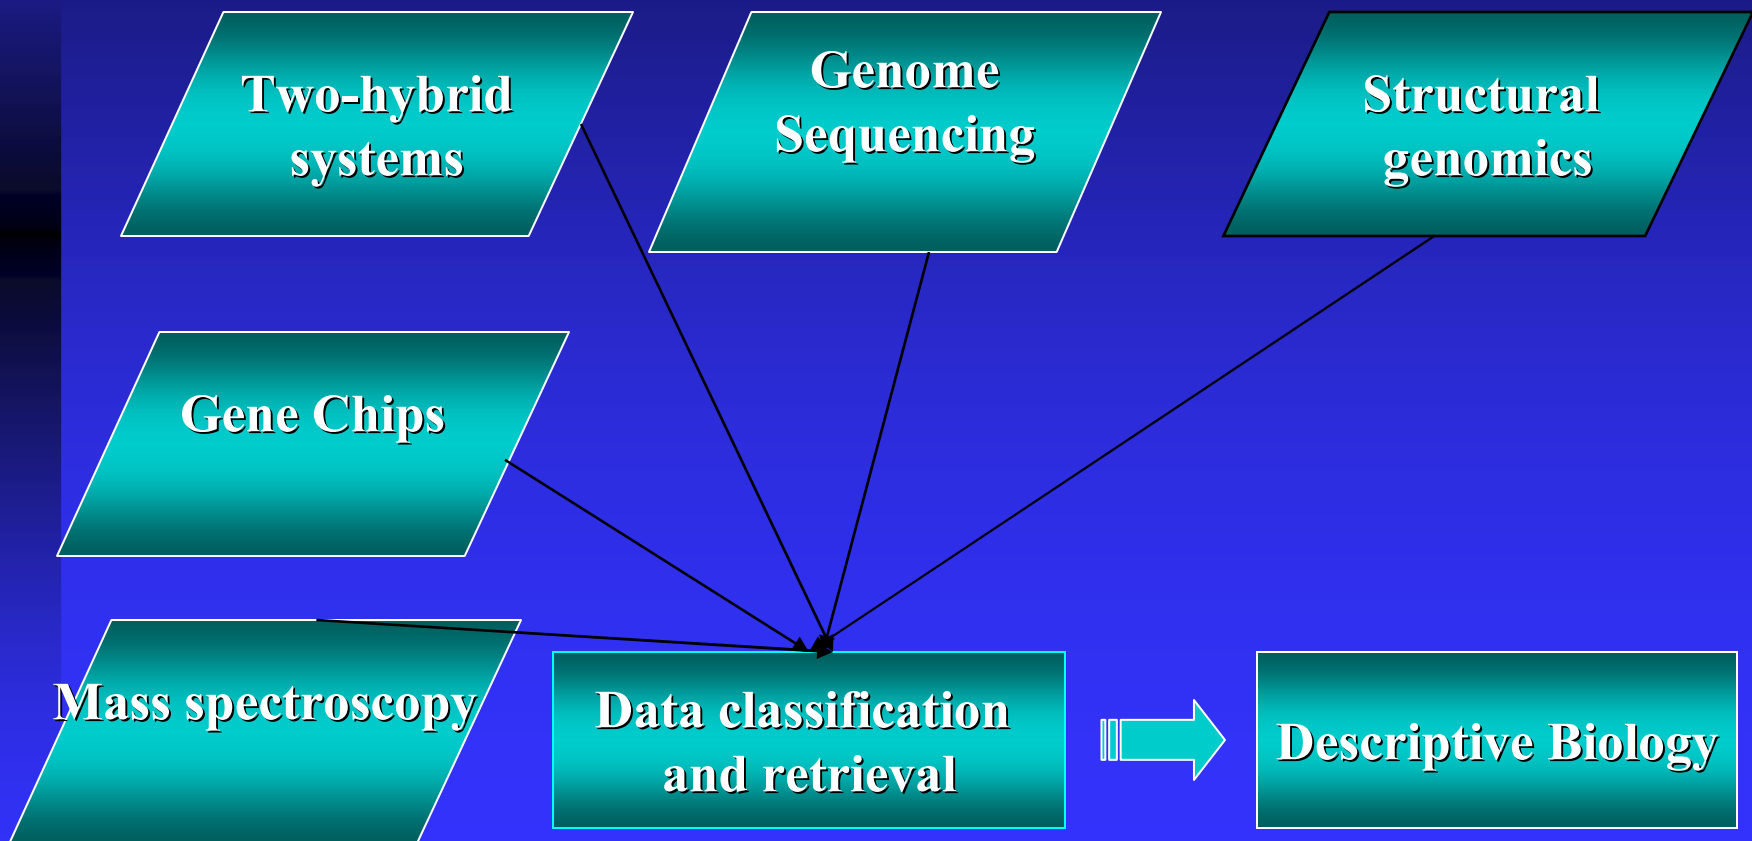 Two-hybrid
systems
Genome
Sequencing
Structural
genomics
Gene Chips
Mass spectroscopy
Data classification
and retrieval
Descriptive Biology